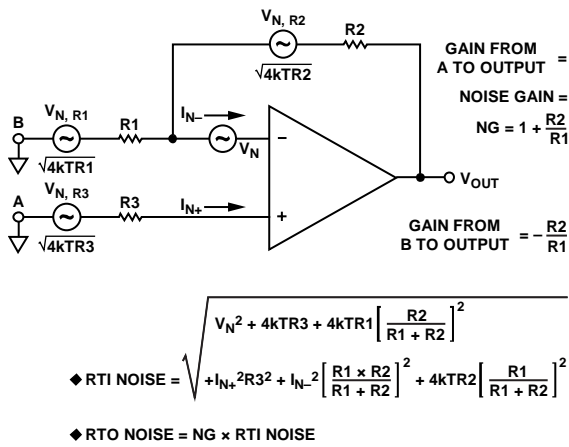 V_N, R2
R2
√4kTR2
GAIN FROM
A TO OUTPUT =
NOISE GAIN =
NG = 1 + R2/R1
B
V_N, R1
R1
I_N–
√4kTR1
V_N
–
A
V_N, R3
R3
I_N+
√4kTR3
+
V_OUT
GAIN FROM
B TO OUTPUT = – R2/R1
◆ RTI NOISE = √ V_N² + 4kTR3 + 4kTR1 [ R2 / R1 + R2 ]²
+ I_N+² R3² + I_N–² [ R1 × R2 / R1 + R2 ]² + 4kTR2 [ R1 / R1 + R2 ]²
◆ RTO NOISE = NG × RTI NOISE